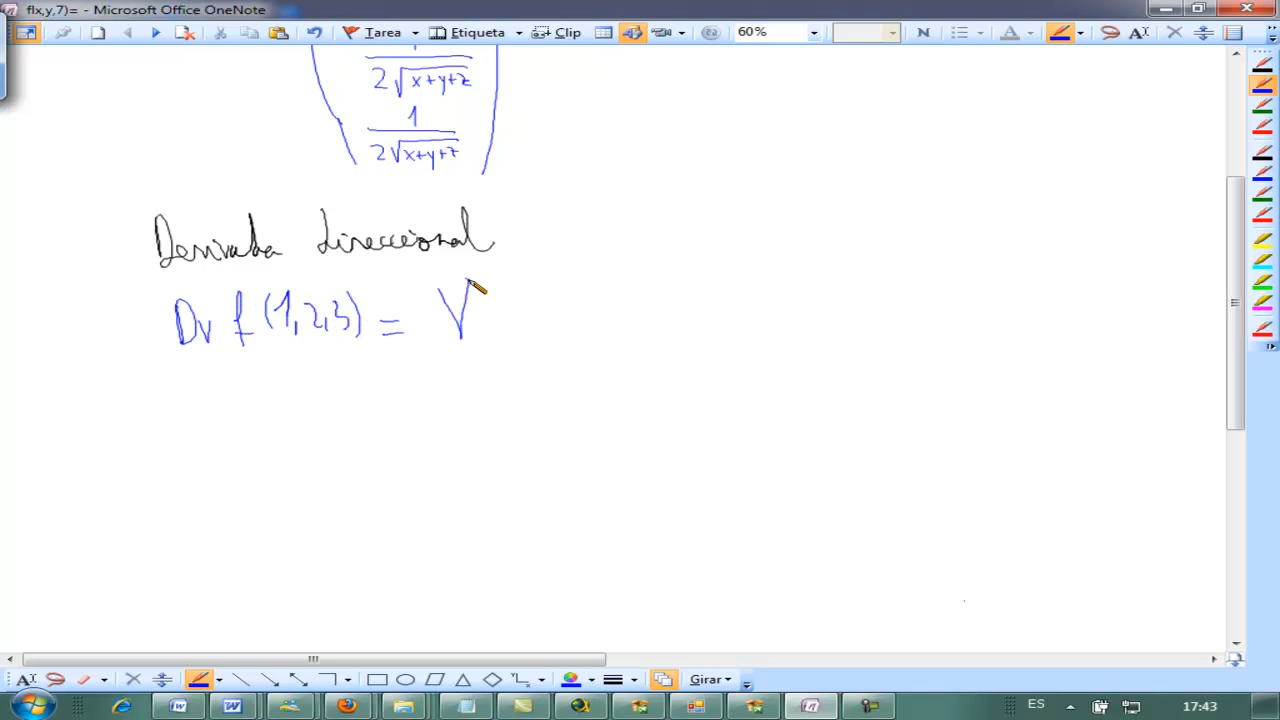 f(x,y,7)= - Microsoft Office OneNote
Tarea Etiqueta Clip 60% N A A
2√x+y+z
1
2√x+y+z
Derivada direccional
Dv f (1,2,3) = V
A Girar
ES 17:43